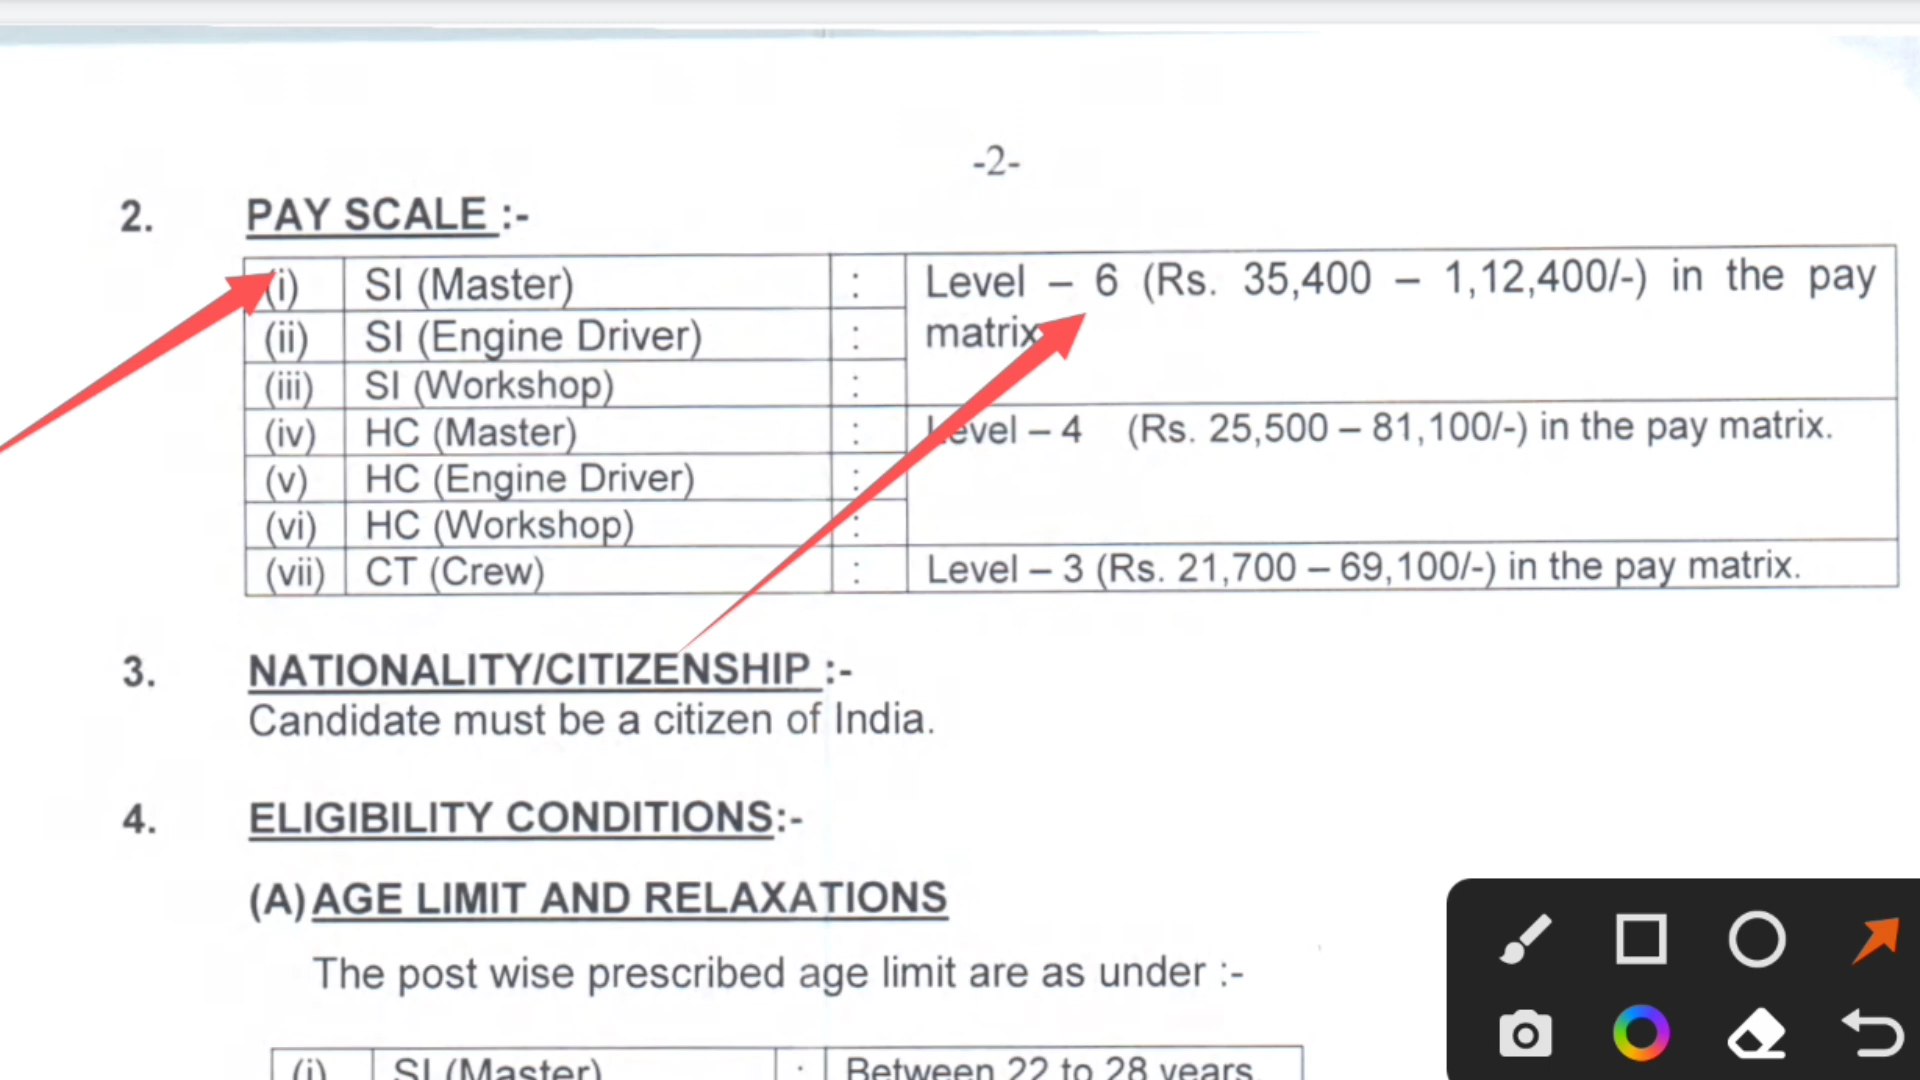 -2-
2. PAY SCALE :-
(i) SI (Master) : Level – 6 (Rs. 35,400 – 1,12,400/-) in the pay
matrix
(ii) SI (Engine Driver) :
(iii) SI (Workshop) :
(iv) HC (Master) : Level – 4 (Rs. 25,500 – 81,100/-) in the pay matrix.
(v) HC (Engine Driver) :
(vi) HC (Workshop) :
(vii) CT (Crew) : Level – 3 (Rs. 21,700 – 69,100/-) in the pay matrix.
3. NATIONALITY/CITIZENSHIP :-
Candidate must be a citizen of India.
4. ELIGIBILITY CONDITIONS:-
(A) AGE LIMIT AND RELAXATIONS
The post wise prescribed age limit are as under :-
(i) SI (Master) : Between 22 to 28 years.